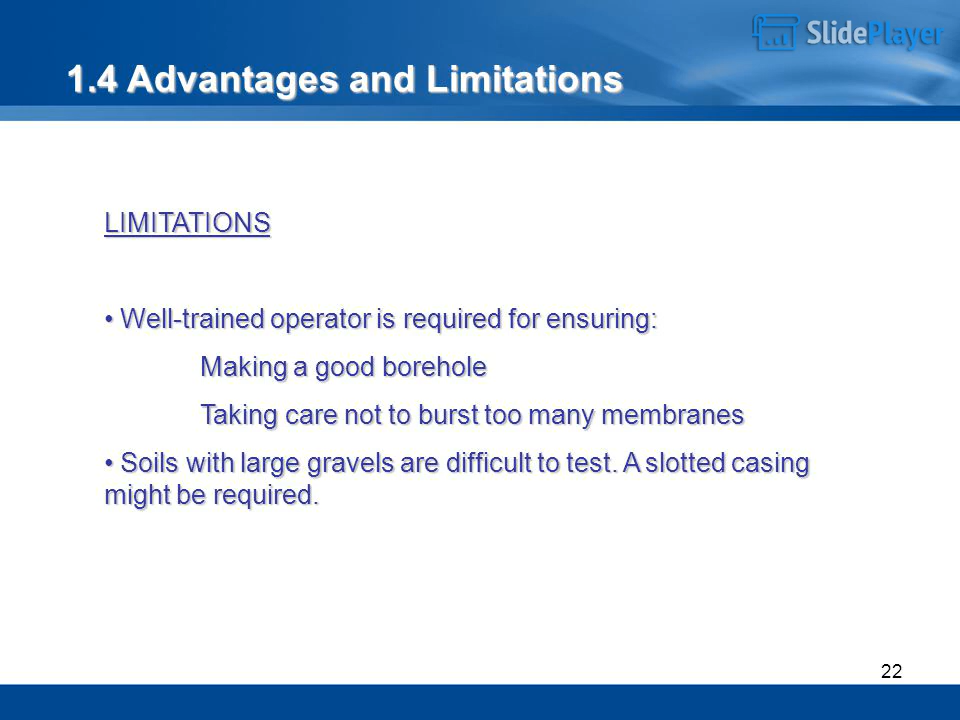 SlidePlayer
1.4 Advantages and Limitations
LIMITATIONS
• Well-trained operator is required for ensuring:
Making a good borehole
Taking care not to burst too many membranes
• Soils with large gravels are difficult to test. A slotted casing
might be required.
22